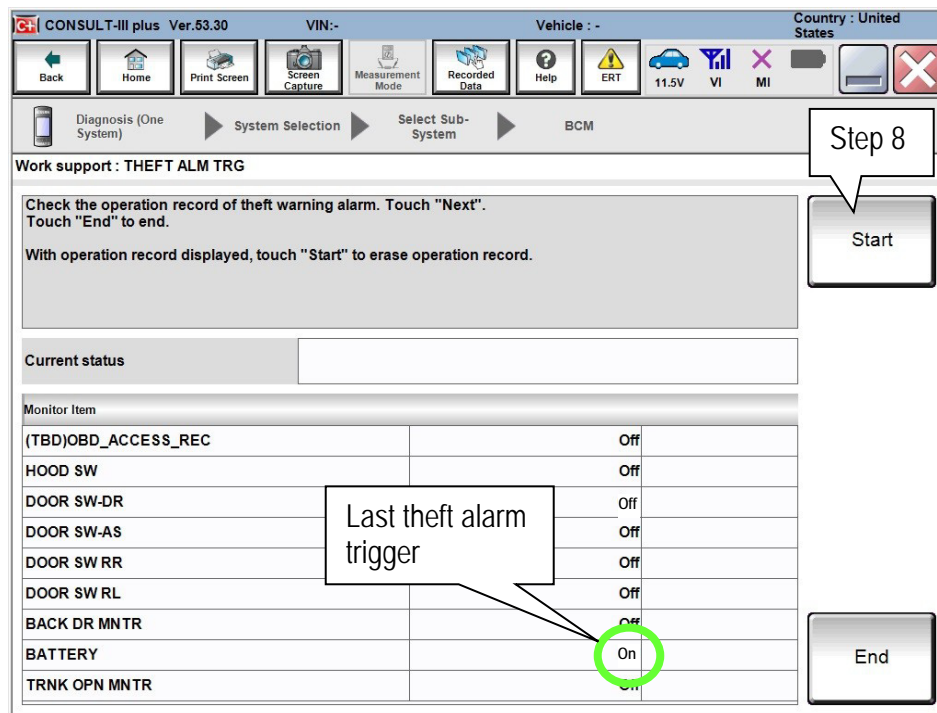 C+ CONSULT-III plus Ver.53.30 VIN:- Vehicle : - Country : United States
Back Home Print Screen Screen Capture Measurement Mode Recorded Data Help ERT 11.5V VI MI
Diagnosis (One System) System Selection Select Sub-System BCM
Step 8
Work support : THEFT ALM TRG
Check the operation record of theft warning alarm. Touch "Next".
Touch "End" to end.
With operation record displayed, touch "Start" to erase operation record.
Start
Current status
Monitor Item
(TBD)OBD_ACCESS_REC Off
HOOD SW Off
DOOR SW-DR Off
DOOR SW-AS Off
DOOR SW RR Off
DOOR SW RL Off
BACK DR MNTR Off
BATTERY On
TRNK OPN MNTR Off
Last theft alarm
trigger
End